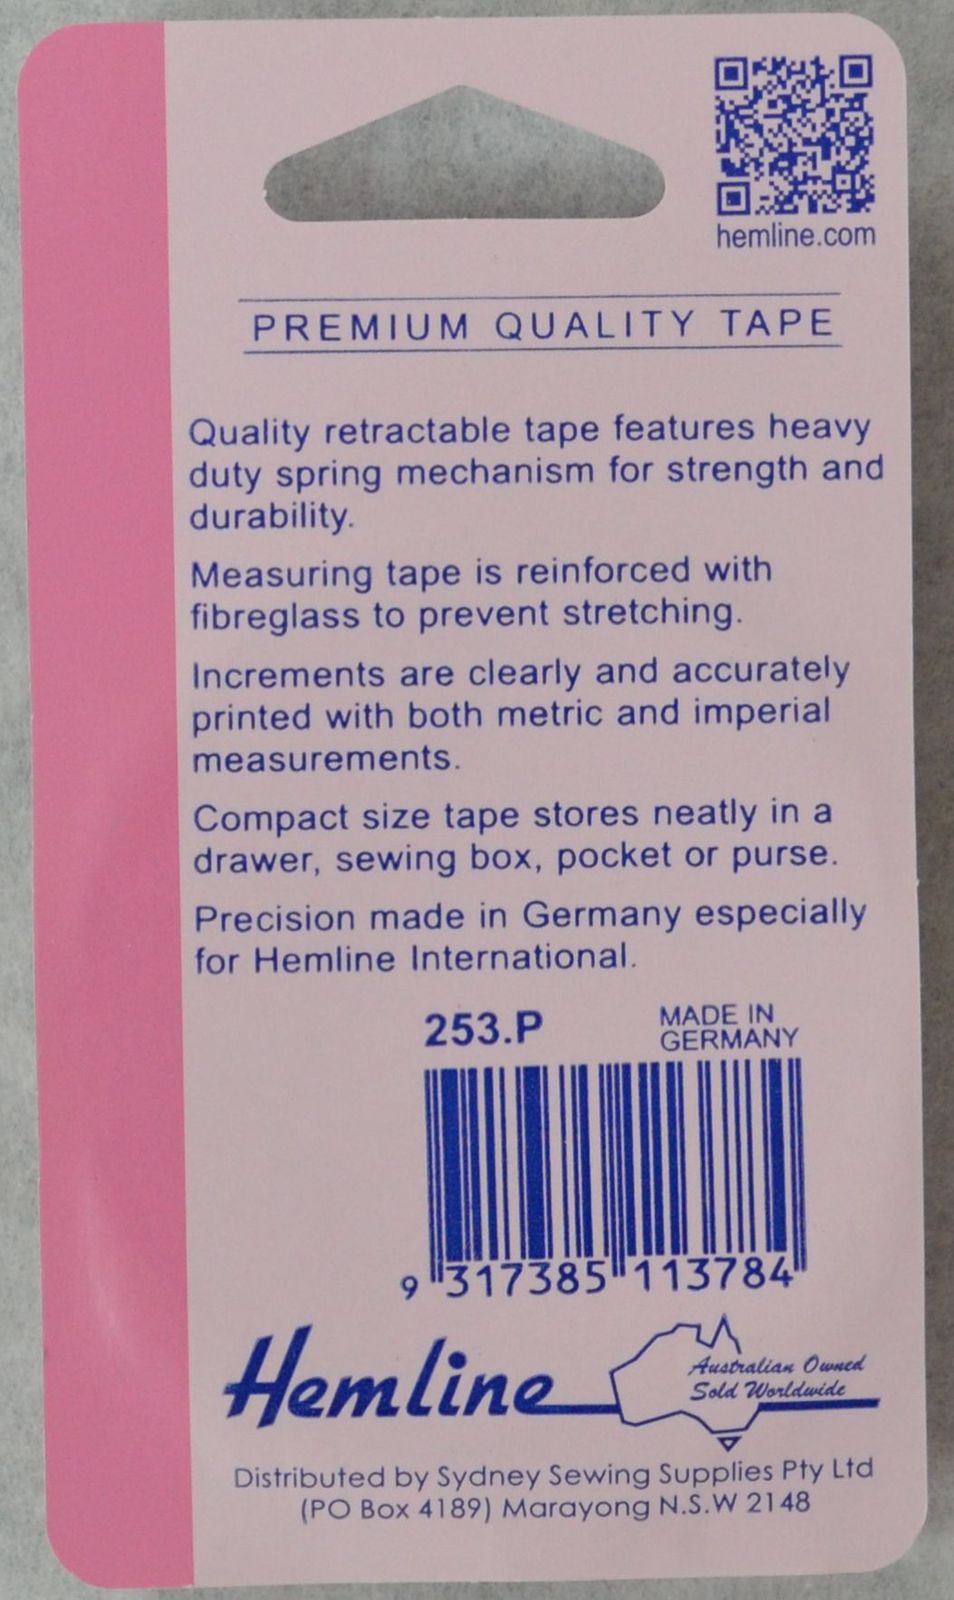 hemline.com
PREMIUM QUALITY TAPE
Quality retractable tape features heavy
duty spring mechanism for strength and
durability.
Measuring tape is reinforced with
fibreglass to prevent stretching.
Increments are clearly and accurately
printed with both metric and imperial
measurements.
Compact size tape stores neatly in a
drawer, sewing box, pocket or purse.
Precision made in Germany especially
for Hemline International.
253.P
MADE IN
GERMANY
9 317385 113784
Hemline
Australian Owned
Sold Worldwide
Distributed by Sydney Sewing Supplies Pty Ltd
(PO Box 4189) Marayong N.S.W 2148